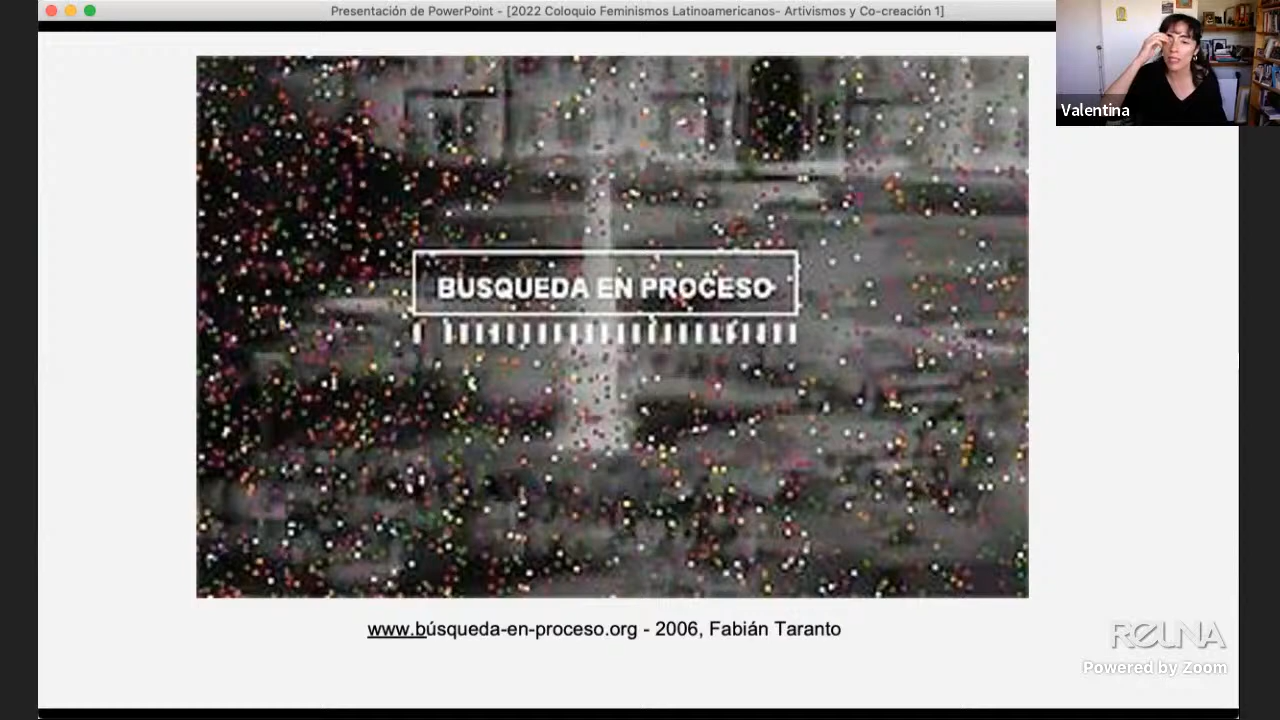 Presentación de PowerPoint - [2022 Coloquio Feminismos Latinoamericanos- Artivismos y Co-creación 1]
Valentina
BUSQUEDA EN PROCESO
www.búsqueda-en-proceso.org - 2006, Fabián Taranto
REUNA
Powered by Zoom